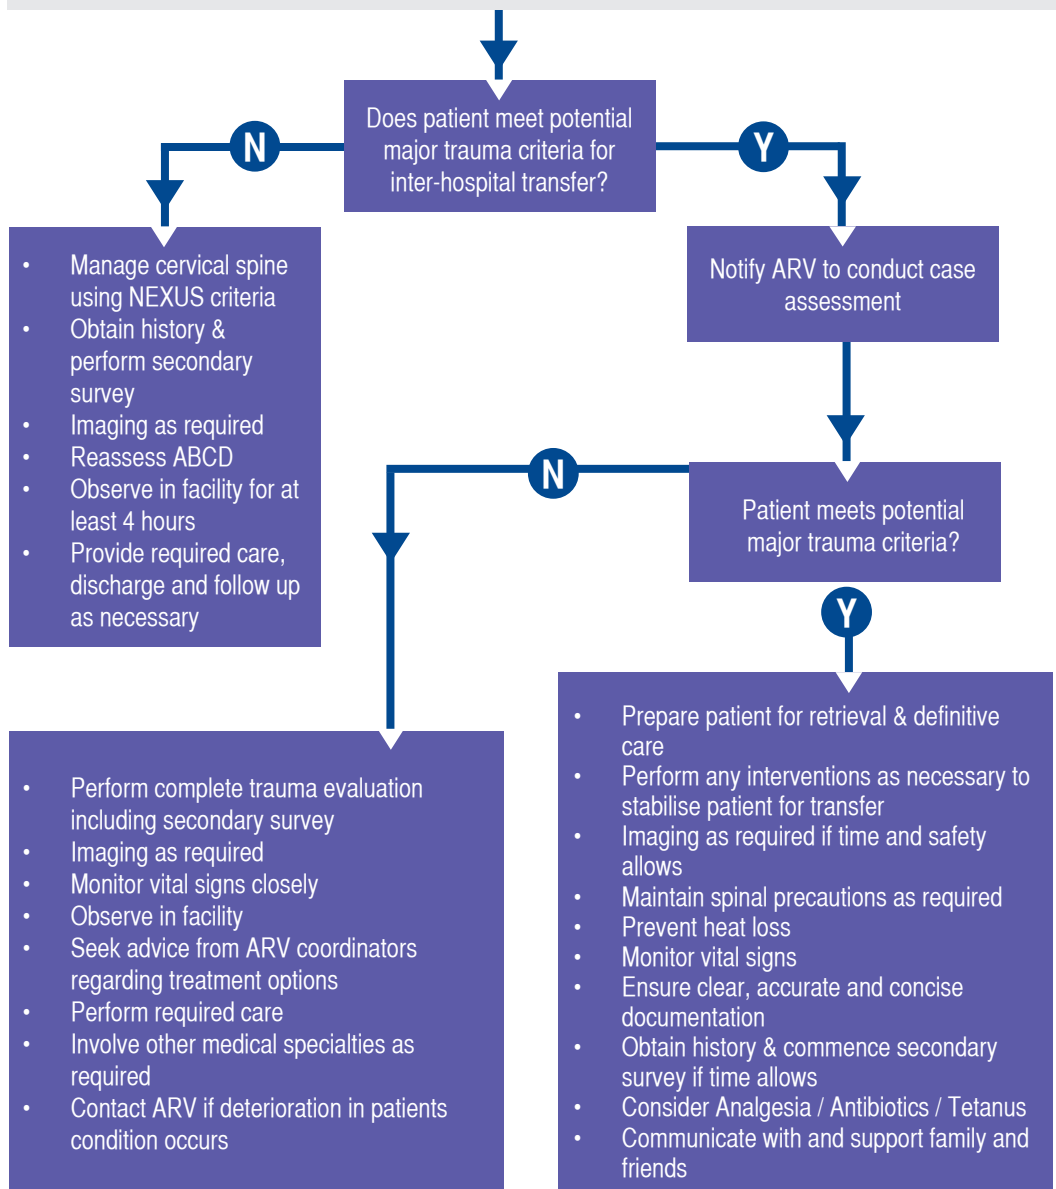 Does patient meet potential
major trauma criteria for
inter-hospital transfer?
N
Y
• Manage cervical spine
using NEXUS criteria
• Obtain history &
perform secondary
survey
• Imaging as required
• Reassess ABCD
• Observe in facility for at
least 4 hours
• Provide required care,
discharge and follow up
as necessary
Notify ARV to conduct case
assessment
N
Patient meets potential
major trauma criteria?
Y
• Perform complete trauma evaluation
including secondary survey
• Imaging as required
• Monitor vital signs closely
• Observe in facility
• Seek advice from ARV coordinators
regarding treatment options
• Perform required care
• Involve other medical specialties as
required
• Contact ARV if deterioration in patients
condition occurs
• Prepare patient for retrieval & definitive
care
• Perform any interventions as necessary to
stabilise patient for transfer
• Imaging as required if time and safety
allows
• Maintain spinal precautions as required
• Prevent heat loss
• Monitor vital signs
• Ensure clear, accurate and concise
documentation
• Obtain history & commence secondary
survey if time allows
• Consider Analgesia / Antibiotics / Tetanus
• Communicate with and support family and
friends